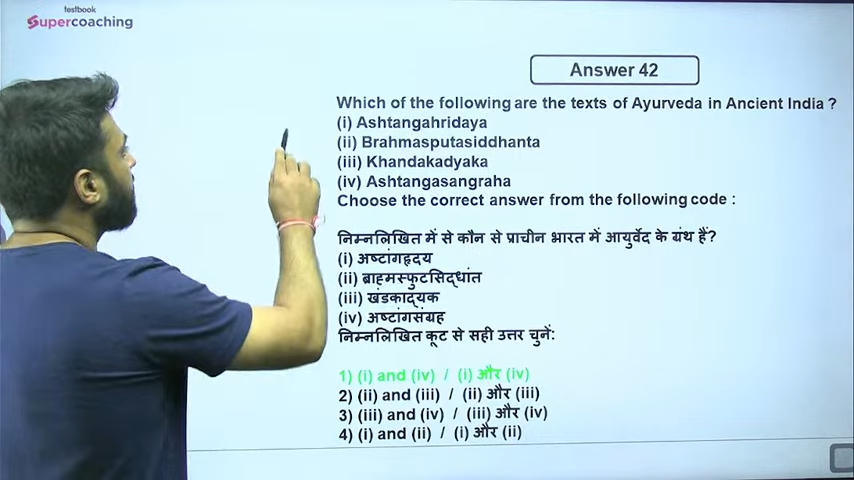 testbook
Supercoaching
Answer 42
Which of the following are the texts of Ayurveda in Ancient India ?
(i) Ashtangahridaya
(ii) Brahmasputasiddhanta
(iii) Khandakadyaka
(iv) Ashtangasangraha
Choose the correct answer from the following code :
निम्नलिखित में से कौन से प्राचीन भारत में आयुर्वेद के ग्रंथ हैं?
(i) अष्टांगहृदय
(ii) ब्राह्मस्फुटसिद्धांत
(iii) खंडकाद्यक
(iv) अष्टांगसंग्रह
निम्नलिखित कूट से सही उत्तर चुनें:
1) (i) and (iv) / (i) और (iv)
2) (ii) and (iii) / (ii) और (iii)
3) (iii) and (iv) / (iii) और (iv)
4) (i) and (ii) / (i) और (ii)